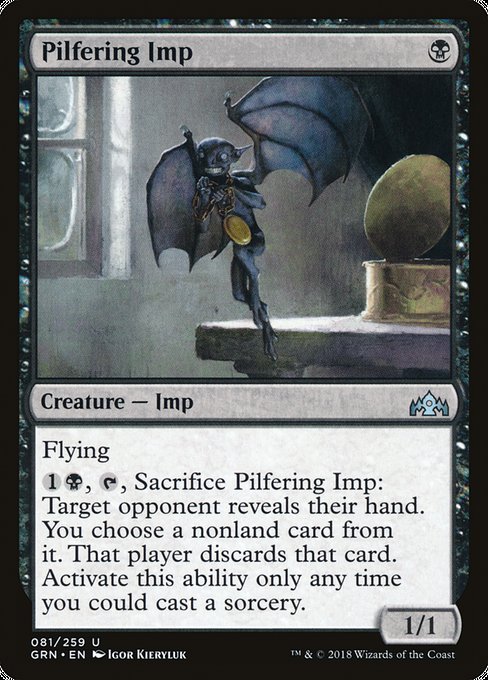 Pilfering Imp
Creature — Imp
Flying
1, , Sacrifice Pilfering Imp:
Target opponent reveals their hand.
You choose a nonland card from
it. That player discards that card.
Activate this ability only any time
you could cast a sorcery.
1/1
081/259 U
GRN • EN Igor Kieryluk
™ & © 2018 Wizards of the Coast